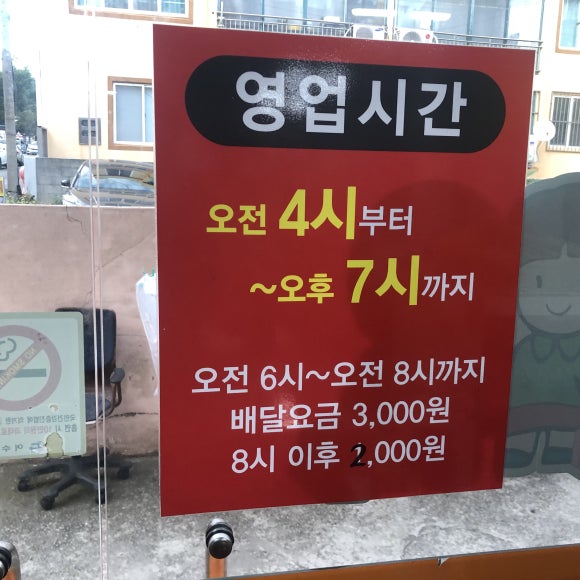 영업시간
오전 4시부터
~오후 7시까지
오전 6시~오전 8시까지
배달요금 3,000원
8시 이후 2,000원